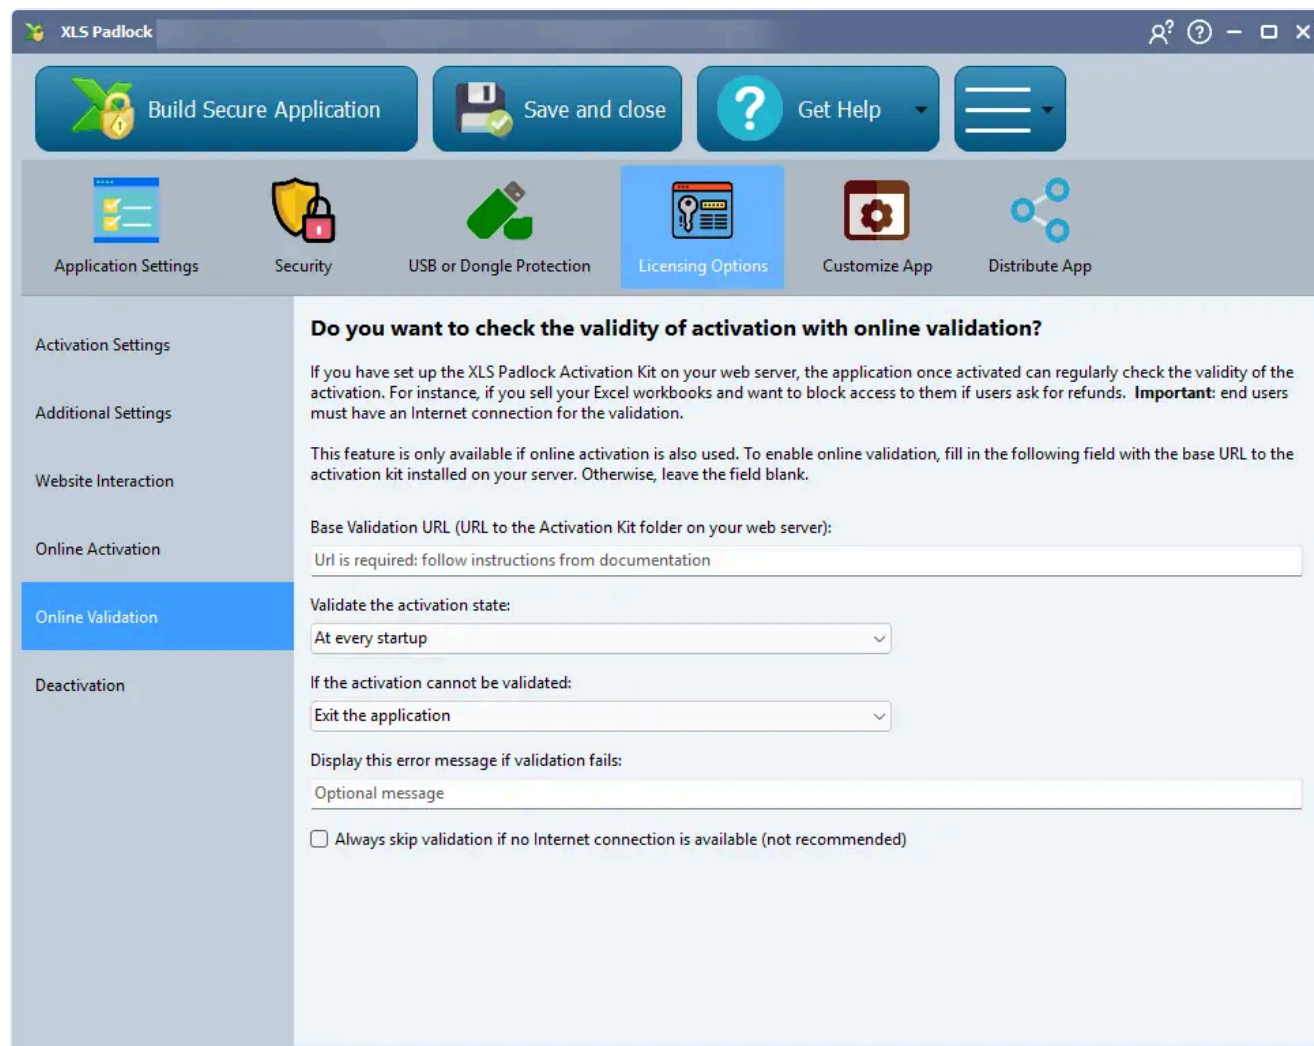 XLS Padlock
Build Secure Application
Save and close
Get Help
Application Settings
Security
USB or Dongle Protection
Licensing Options
Customize App
Distribute App
Activation Settings
Additional Settings
Website Interaction
Online Activation
Online Validation
Deactivation
Do you want to check the validity of activation with online validation?
If you have set up the XLS Padlock Activation Kit on your web server, the application once activated can regularly check the validity of the
activation. For instance, if you sell your Excel workbooks and want to block access to them if users ask for refunds. Important: end users
must have an Internet connection for the validation.
This feature is only available if online activation is also used. To enable online validation, fill in the following field with the base URL to the
activation kit installed on your server. Otherwise, leave the field blank.
Base Validation URL (URL to the Activation Kit folder on your web server):
Url is required: follow instructions from documentation
Validate the activation state:
At every startup
If the activation cannot be validated:
Exit the application
Display this error message if validation fails:
Optional message
Always skip validation if no Internet connection is available (not recommended)